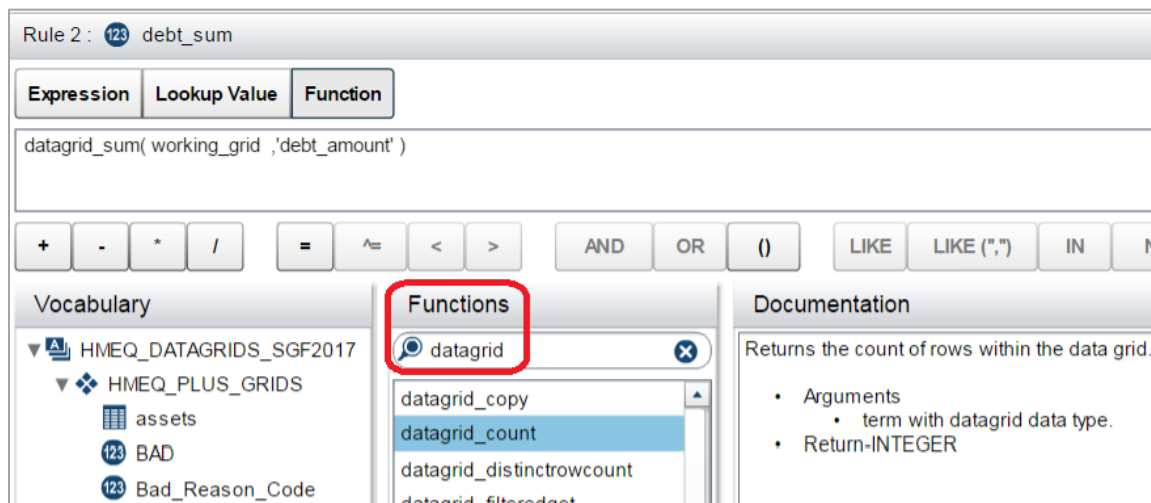 Rule 2 : 123 debt_sum
Expression Lookup Value Function
datagrid_sum( working_grid ,'debt_amount' )
+ - * / = ^= < > AND OR () LIKE LIKE (",") IN
Vocabulary
HMEQ_DATAGRIDS_SGF2017
HMEQ_PLUS_GRIDS
assets
123 BAD
123 Bad_Reason_Code
Functions
datagrid
datagrid_copy
datagrid_count
datagrid_distinctrowcount
Documentation
Returns the count of rows within the data grid.
• Arguments
• term with datagrid data type.
• Return-INTEGER